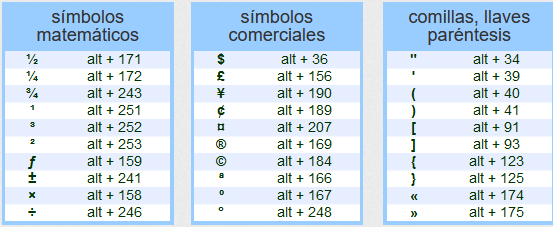 símbolos
matemáticos
½ alt + 171
¼ alt + 172
¾ alt + 243
¹ alt + 251
³ alt + 252
² alt + 253
ƒ alt + 159
± alt + 241
× alt + 158
÷ alt + 246
símbolos
comerciales
$ alt + 36
£ alt + 156
¥ alt + 190
¢ alt + 189
¤ alt + 207
® alt + 169
© alt + 184
ª alt + 166
º alt + 167
° alt + 248
comillas, llaves
paréntesis
" alt + 34
' alt + 39
( alt + 40
) alt + 41
[ alt + 91
] alt + 93
{ alt + 123
} alt + 125
« alt + 174
» alt + 175